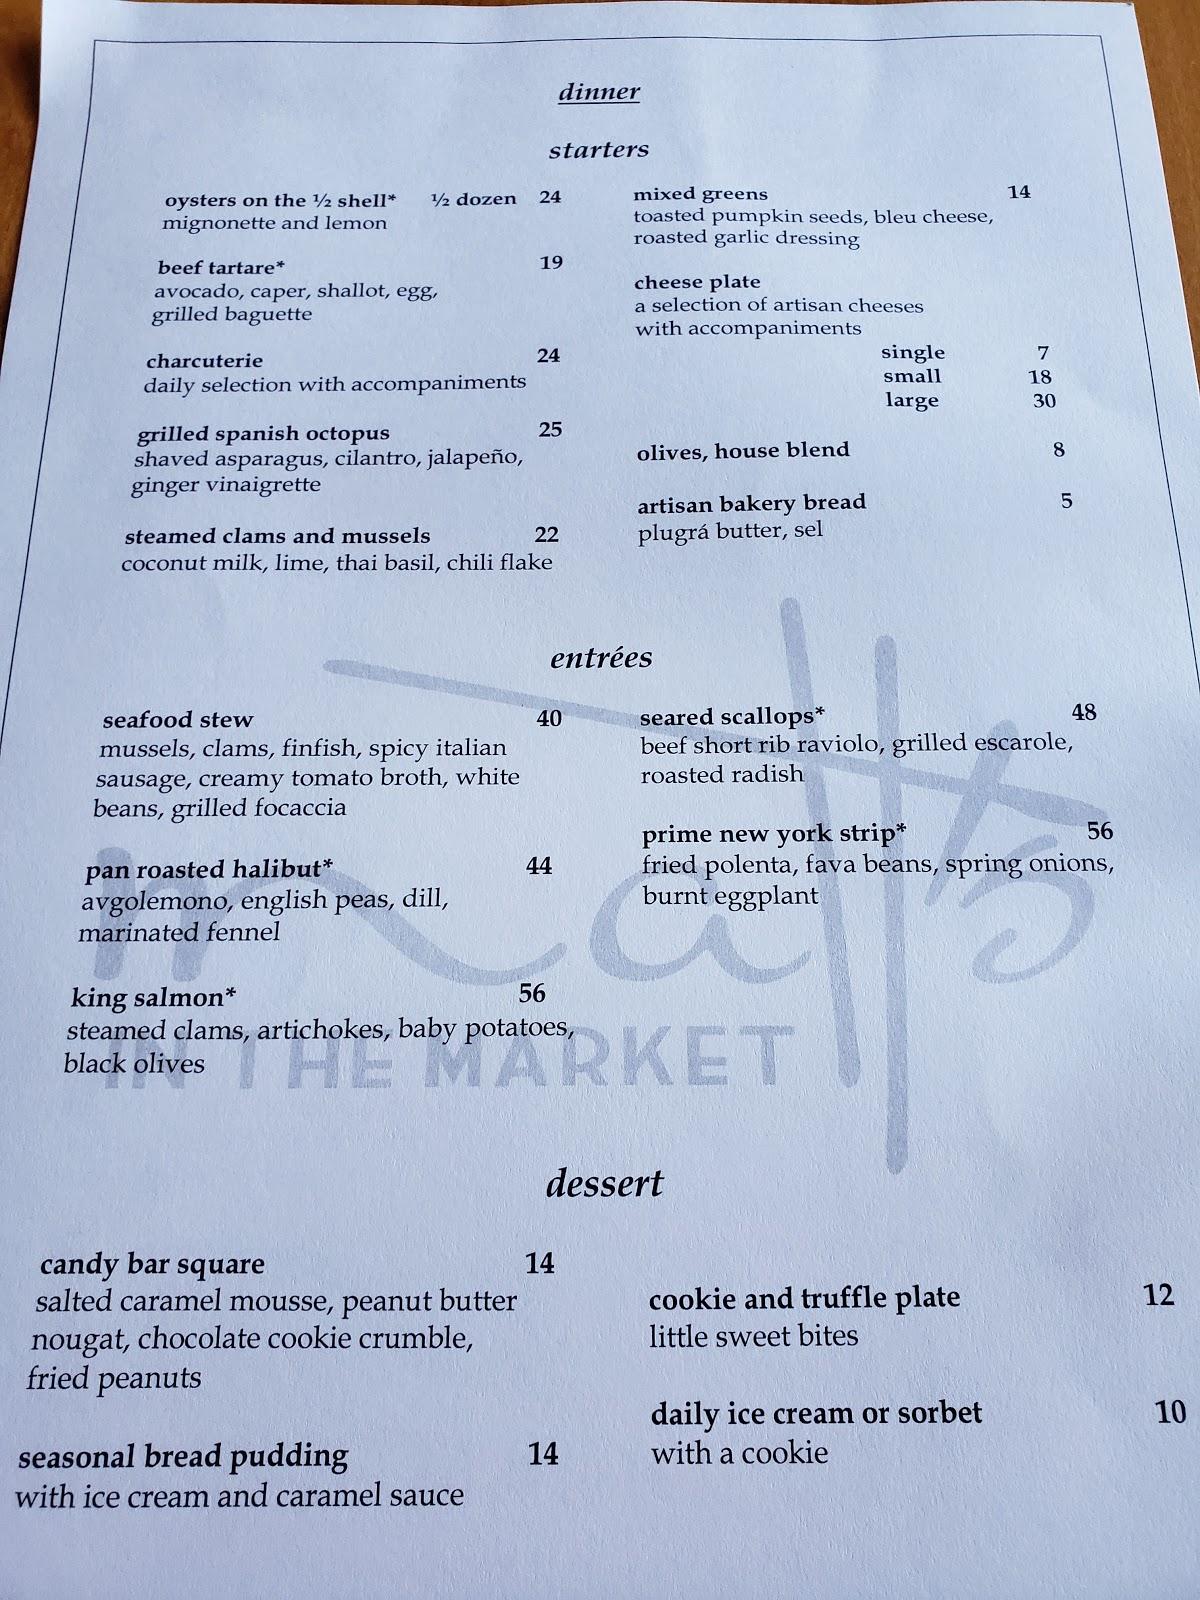 dinner
starters
oysters on the ½ shell* ½ dozen 24
mignonette and lemon
beef tartare* 19
avocado, caper, shallot, egg,
grilled baguette
charcuterie 24
daily selection with accompaniments
grilled spanish octopus 25
shaved asparagus, cilantro, jalapeño,
ginger vinaigrette
steamed clams and mussels 22
coconut milk, lime, thai basil, chili flake
mixed greens 14
toasted pumpkin seeds, bleu cheese,
roasted garlic dressing
cheese plate
a selection of artisan cheeses
with accompaniments
single 7
small 18
large 30
olives, house blend 8
artisan bakery bread 5
plugrá butter, sel
entrées
seafood stew 40
mussels, clams, finfish, spicy italian
sausage, creamy tomato broth, white
beans, grilled focaccia
pan roasted halibut* 44
avgolemono, english peas, dill,
marinated fennel
king salmon* 56
steamed clams, artichokes, baby potatoes,
black olives
seared scallops* 48
beef short rib raviolo, grilled escarole,
roasted radish
prime new york strip* 56
fried polenta, fava beans, spring onions,
burnt eggplant
matt's
IN THE MARKET
dessert
candy bar square 14
salted caramel mousse, peanut butter
nougat, chocolate cookie crumble,
fried peanuts
seasonal bread pudding 14
with ice cream and caramel sauce
cookie and truffle plate 12
little sweet bites
daily ice cream or sorbet 10
with a cookie